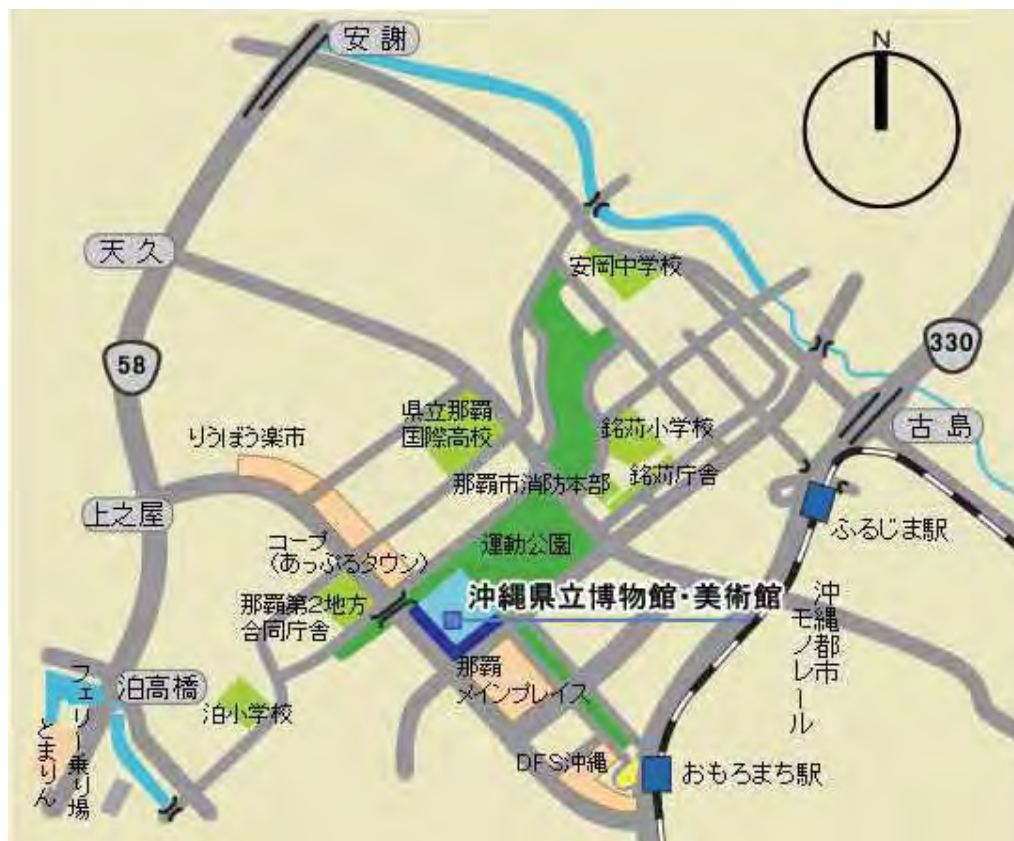 安謝
N
天久
安岡中学校
58
330
県立那覇
国際高校
銘苅小学校
古島
りうぼう楽市
那覇市消防本部
銘苅庁舎
上之屋
ふるじま駅
コープ
(あっぷるタウン)
運動公園
沖縄県立博物館・美術館
那覇第2地方
合同庁舎
沖縄都市
モノレール
那覇
メインプレイス
泊高橋
フェリー乗り場
とまりん
泊小学校
DFS沖縄
おもろまち駅